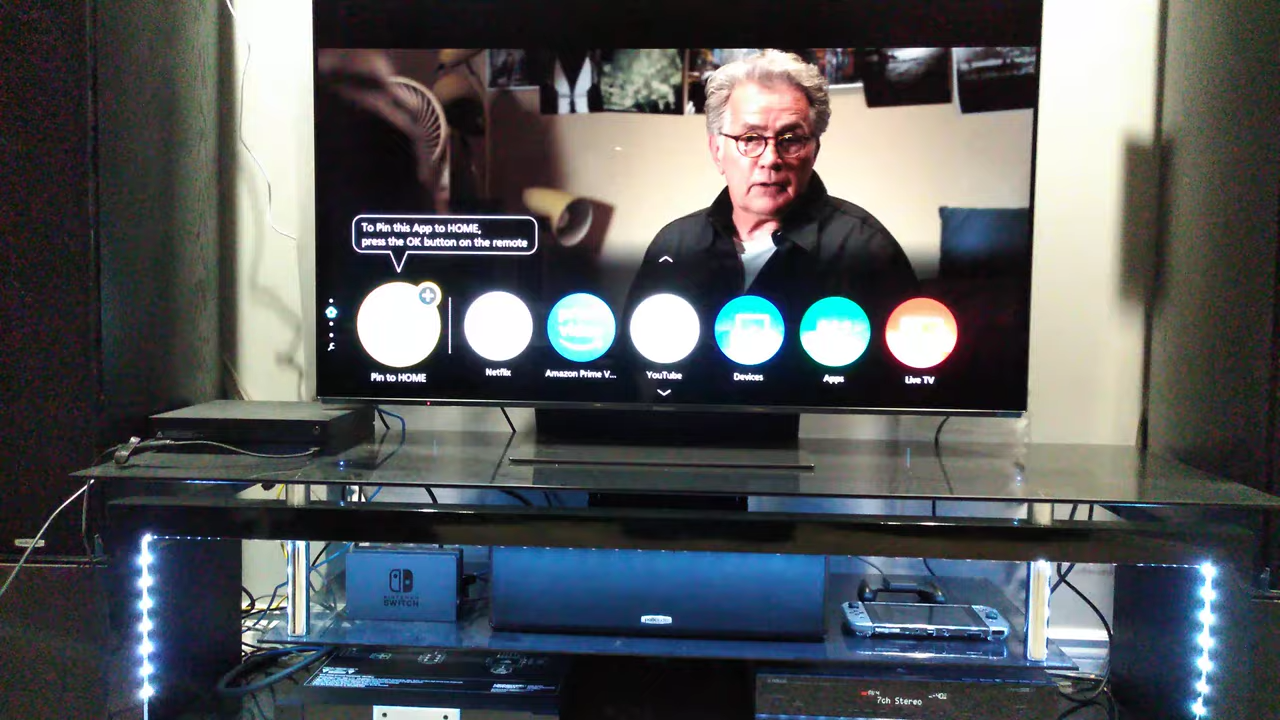 To Pin this App to HOME,
press the OK button on the remote
Pin to HOME
Netflix
Amazon Prime V...
YouTube
Devices
Apps
Live TV
NINTENDO
SWITCH
7ch Stereo